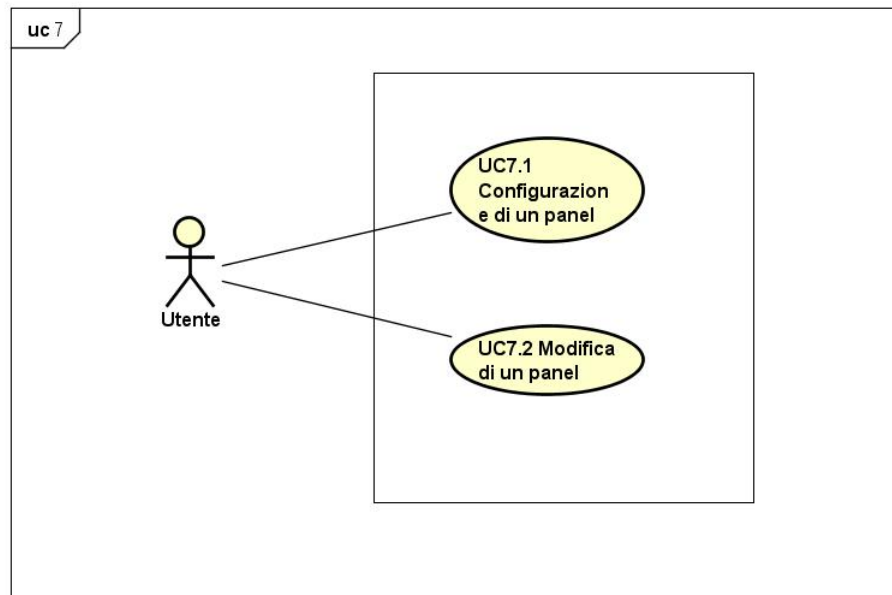 uc 7
UC7.1
Configurazion
e di un panel
Utente
UC7.2 Modifica
di un panel